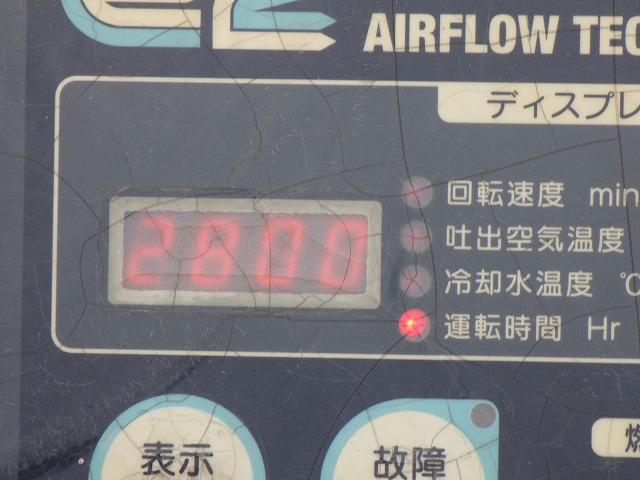 AIRFLOW TEC
ディスプレ
回転速度 min
吐出空気温度
冷却水温度 ℃
運転時間 Hr
表示
故障
燃